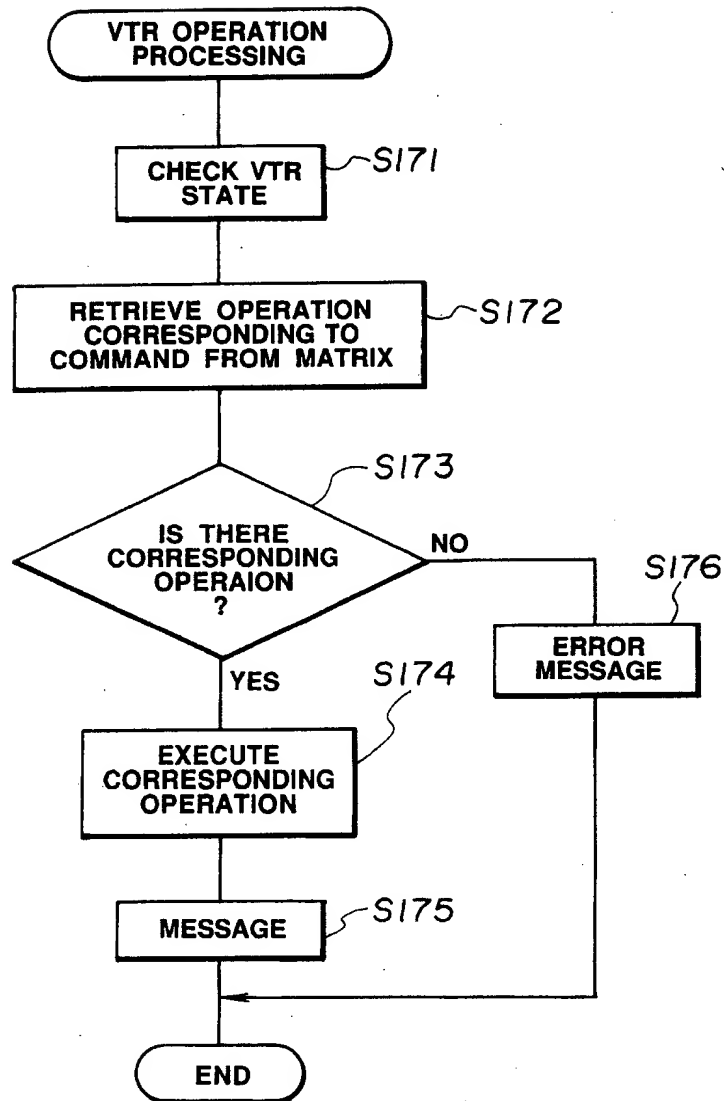 VTR OPERATION
PROCESSING
S171
CHECK VTR
STATE
S172
RETRIEVE OPERATION
CORRESPONDING TO
COMMAND FROM MATRIX
S173
IS THERE
CORRESPONDING
OPERAION
?
NO
S176
ERROR
MESSAGE
YES
S174
EXECUTE
CORRESPONDING
OPERATION
S175
MESSAGE
END